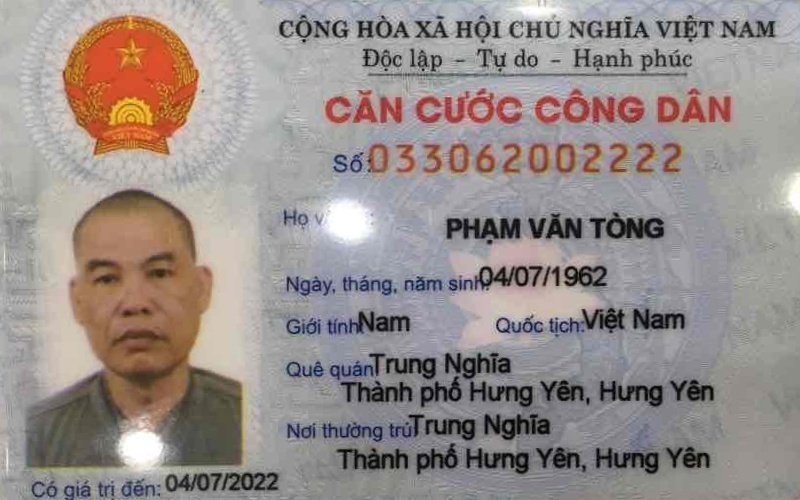 CỘNG HÒA XÃ HỘI CHỦ NGHĨA VIỆT NAM
Độc lập - Tự do - Hạnh phúc
CĂN CƯỚC CÔNG DÂN
Số: 033062002222
Họ
PHẠM VĂN TÒNG
Ngày, tháng, năm sinh: 04/07/1962
Giới tính: Nam Quốc tịch: Việt Nam
Quê quán: Trung Nghĩa
Thành phố Hưng Yên, Hưng Yên
Nơi thường trú: Trung Nghĩa
Thành phố Hưng Yên, Hưng Yên
Có giá trị đến: 04/07/2022